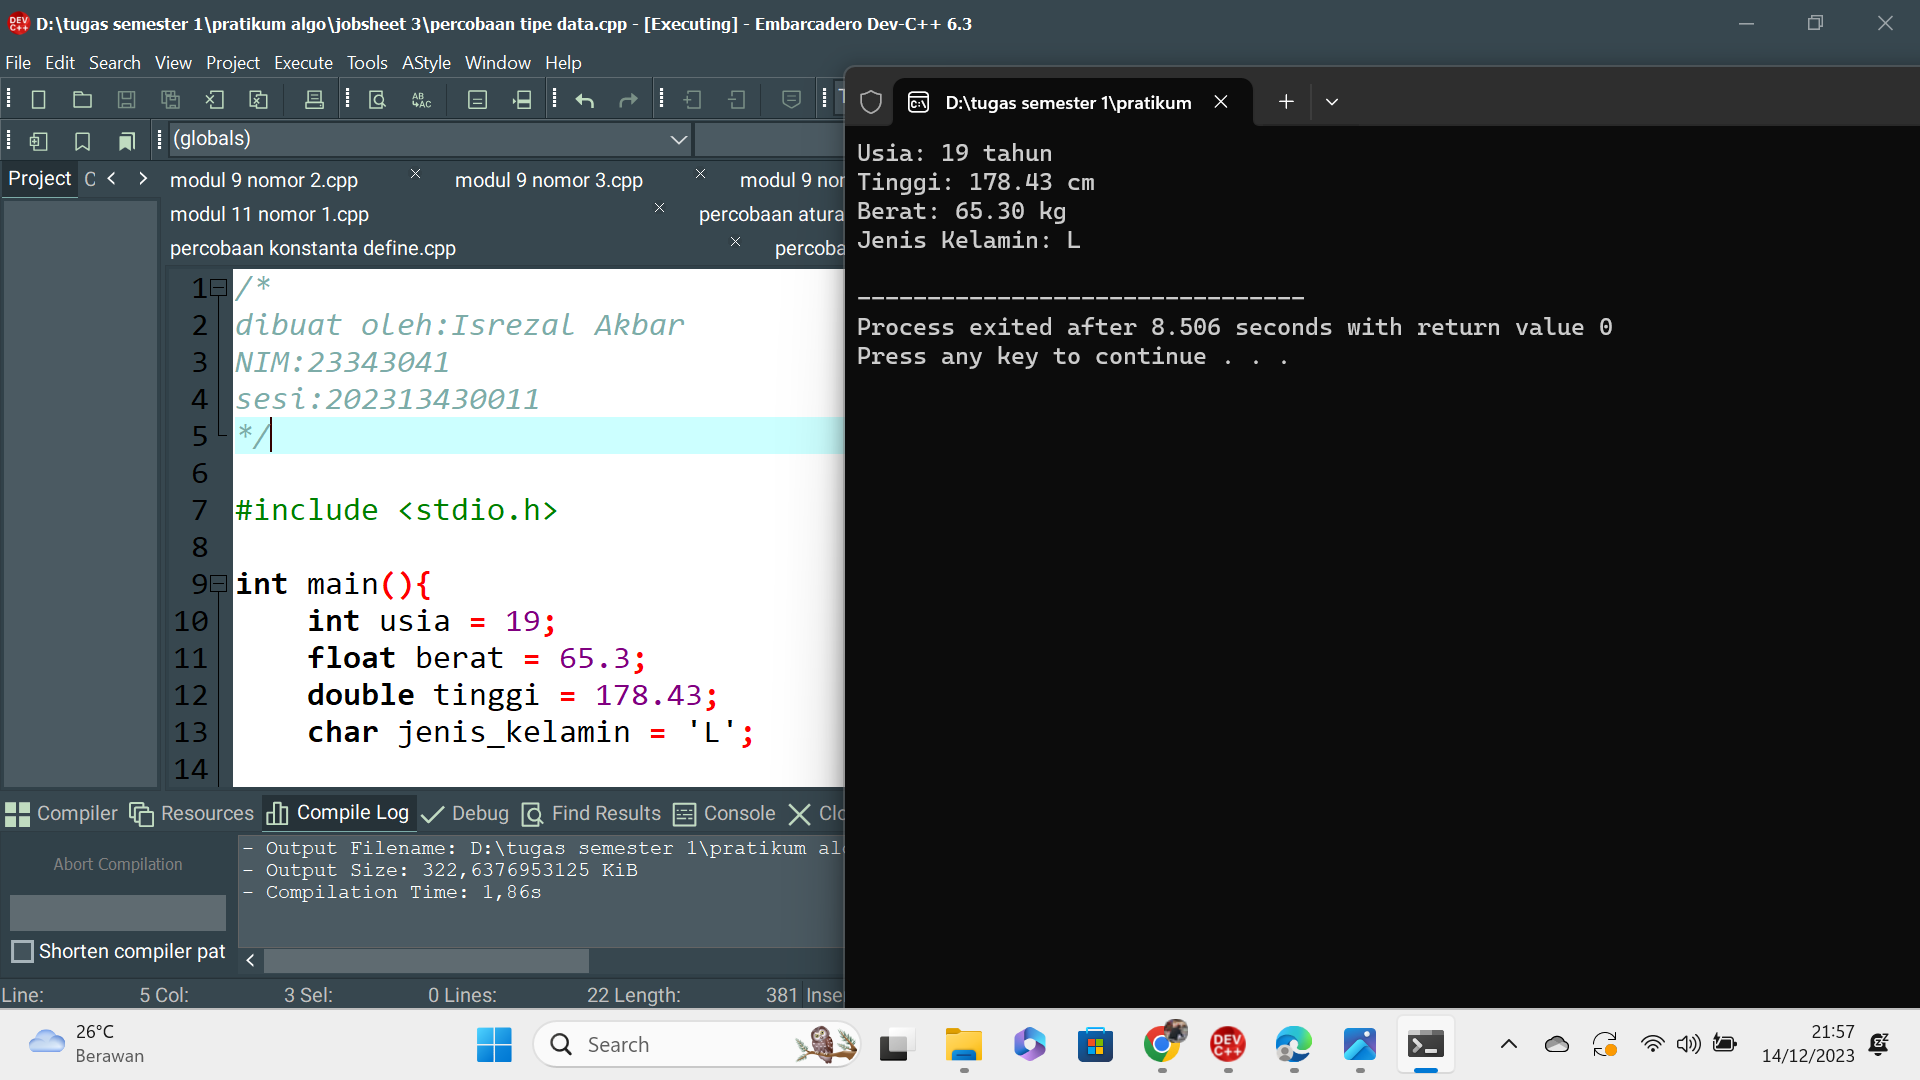 D:\tugas semester 1\pratikum algo\jobsheet 3\percobaan tipe data.cpp - [Executing] - Embarcadero Dev-C++ 6.3
File Edit Search View Project Execute Tools AStyle Window Help
(globals)
Project
modul 9 nomor 2.cpp
modul 9 nomor 3.cpp
modul 9 nor
modul 11 nomor 1.cpp
percobaan atura
percobaan konstanta define.cpp
percoba
1 /*
2 dibuat oleh:Isrezal Akbar
3 NIM:23343041
4 sesi:202313430011
5 */
6
7 #include <stdio.h>
8
9 int main(){
10 int usia = 19;
11 float berat = 65.3;
12 double tinggi = 178.43;
13 char jenis_kelamin = 'L';
14
Compiler Resources Compile Log Debug Find Results Console Clo
Abort Compilation
Shorten compiler pat
- Output Filename: D:\tugas semester 1\pratikum al
- Output Size: 322,6376953125 KiB
- Compilation Time: 1,86s
Line: 5 Col: 3 Sel: 0 Lines: 22 Length: 381 Inse
D:\tugas semester 1\pratikum
Usia: 19 tahun
Tinggi: 178.43 cm
Berat: 65.30 kg
Jenis Kelamin: L
--------------------------------
Process exited after 8.506 seconds with return value 0
Press any key to continue . . .
26°C
Berawan
Search
DEV C++
21:57
14/12/2023